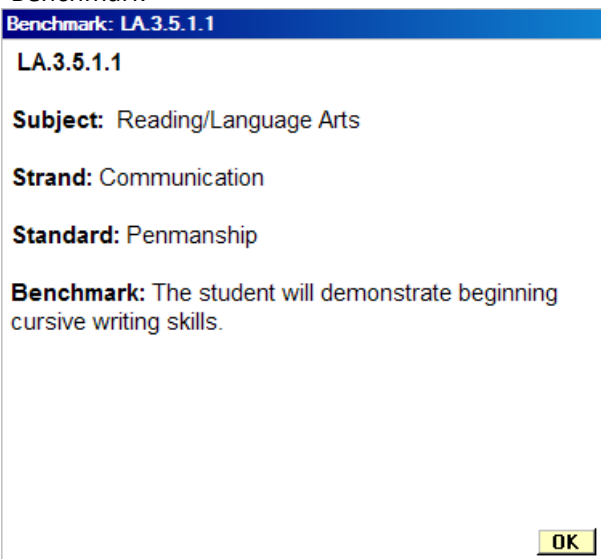 Benchmark
Benchmark: LA.3.5.1.1
LA.3.5.1.1
Subject: Reading/Language Arts
Strand: Communication
Standard: Penmanship
Benchmark: The student will demonstrate beginning
cursive writing skills.
OK